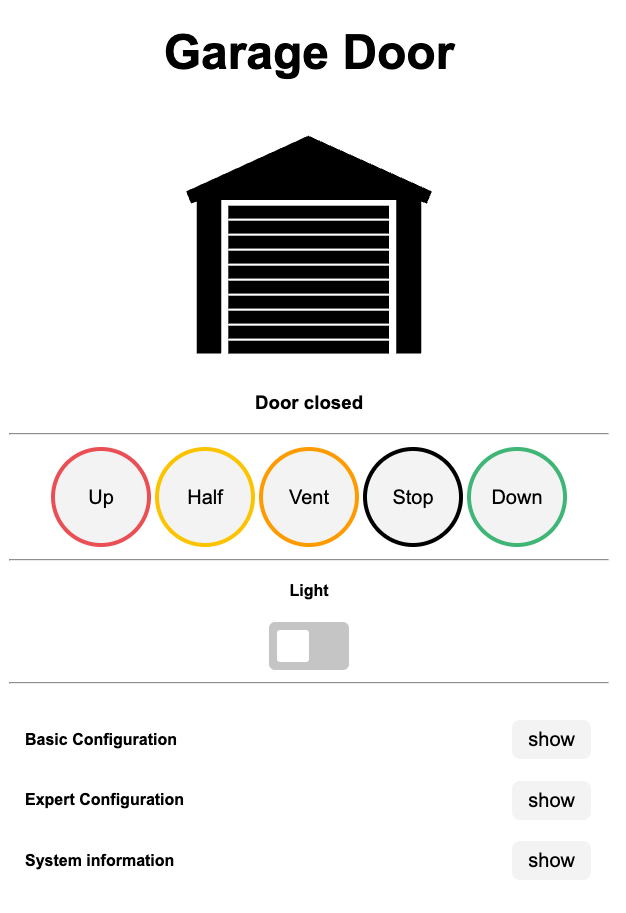 Garage Door
Door closed
Up Half Vent Stop Down
Light
Basic Configuration show
Expert Configuration show
System information show